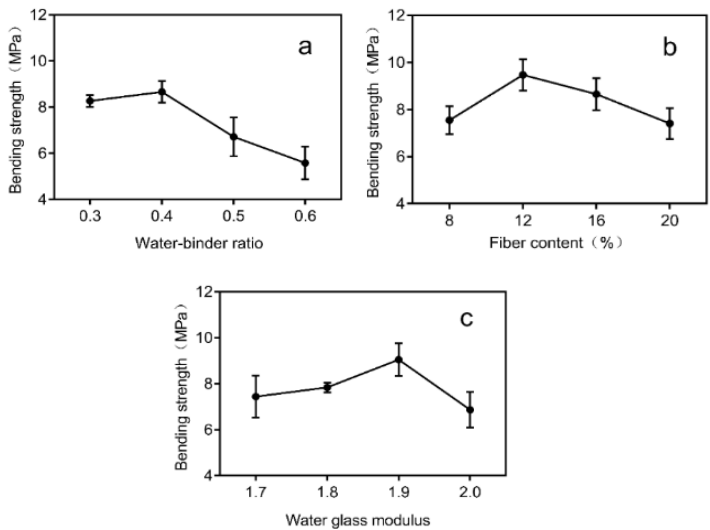 12
10
8
6
4
Bending strength（MPa）
a
0.3 0.4 0.5 0.6
Water-binder ratio
12
10
8
6
4
Bending strength（MPa）
b
8 12 16 20
Fiber content（%）
12
10
8
6
4
Bending strength（MPa）
c
1.7 1.8 1.9 2.0
Water glass modulus